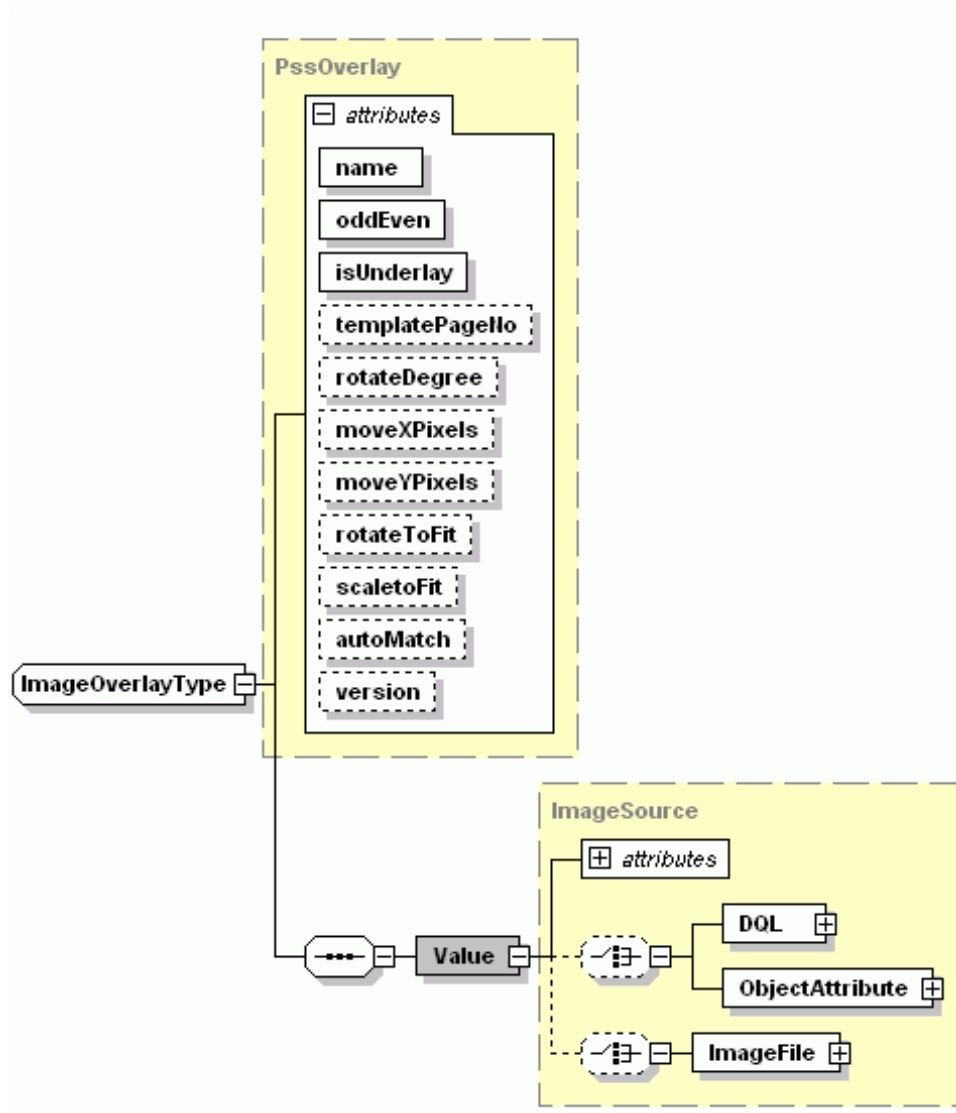 PssOverlay
attributes
name
oddEven
isUnderlay
templatePageNo
rotateDegree
moveXPixels
moveYPixels
rotateToFit
scaletoFit
autoMatch
version
ImageOverlayType
ImageSource
attributes
DQL
Value
ObjectAttribute
ImageFile